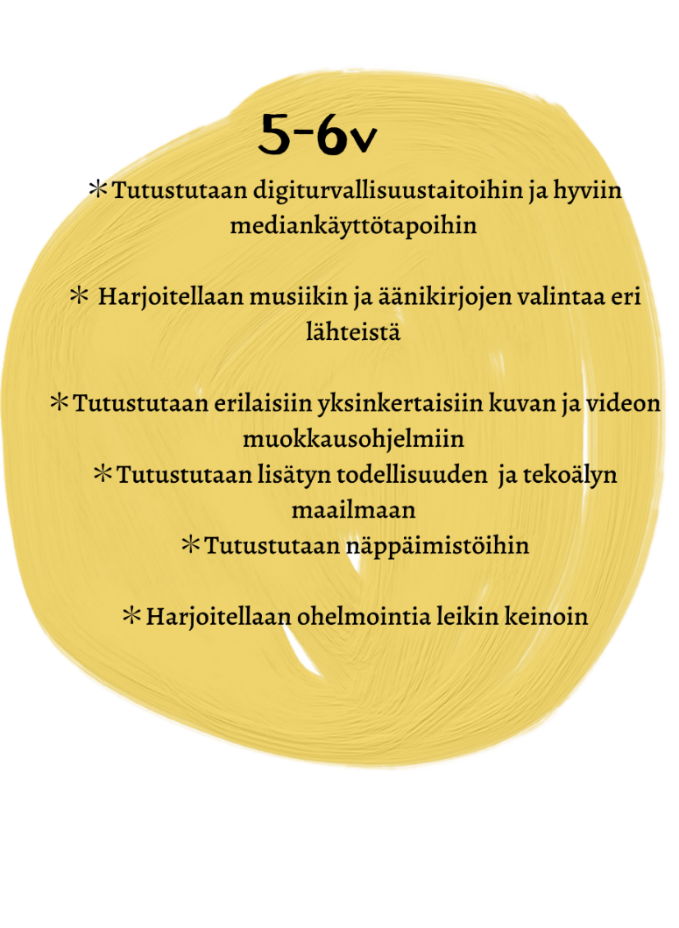 5-6v
*Tutustutaan digiturvallisuustaitoihin ja hyviin
mediankäyttötapoihin
* Harjoitellaan musiikin ja äänikirjojen valintaa eri
lähteistä
*Tutustutaan erilaisiin yksinkertaisiin kuvan ja videon
muokkausohjelmiin
*Tutustutaan lisätyn todellisuuden ja tekoälyn
maailmaan
*Tutustutaan näppäimistöihin
*Harjoitellaan ohelmointia leikin keinoin